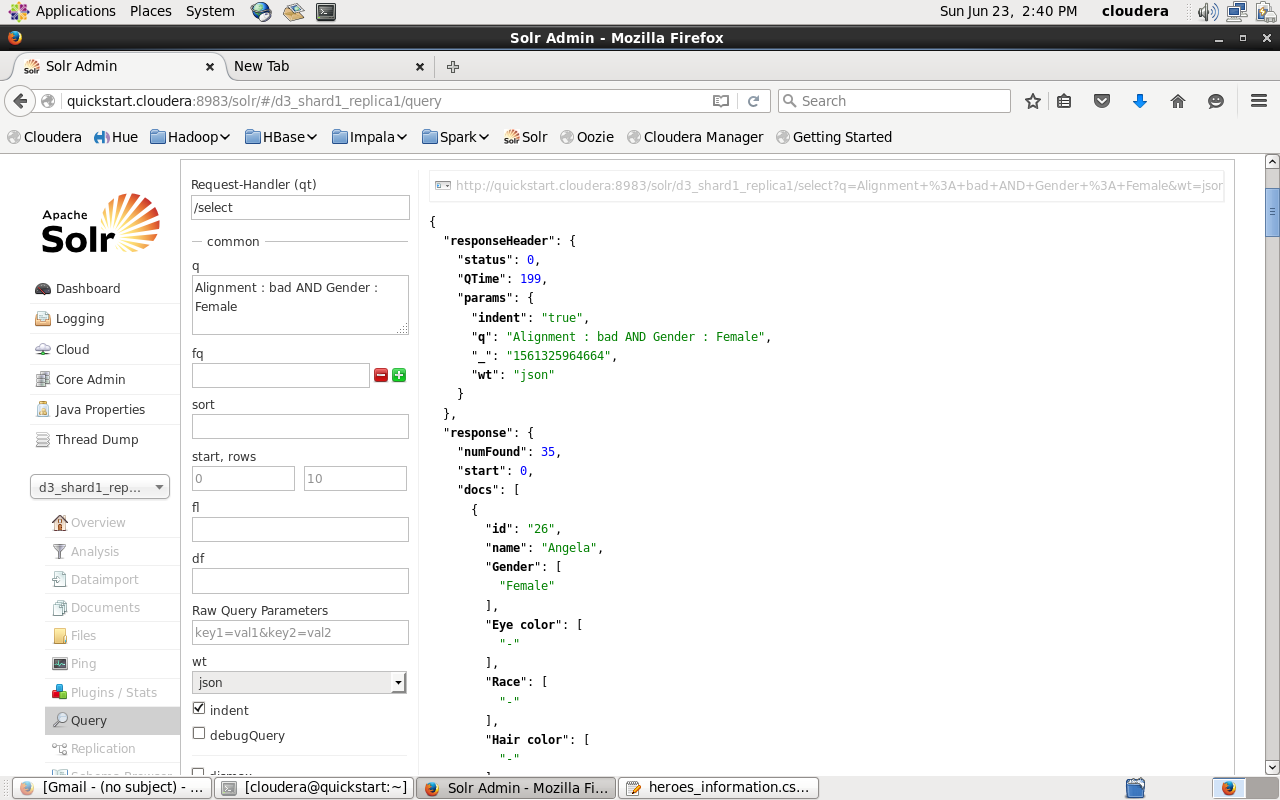 Applications Places System Sun Jun 23, 2:40 PM cloudera
Solr Admin - Mozilla Firefox
Solr Admin New Tab
quickstart.cloudera:8983/solr/#/d3_shard1_replica1/query Search
Cloudera Hue Hadoop HBase Impala Spark Solr Oozie Cloudera Manager Getting Started
Apache
Solr
Dashboard
Logging
Cloud
Core Admin
Java Properties
Thread Dump
d3_shard1_rep...
Overview
Analysis
Dataimport
Documents
Files
Ping
Plugins / Stats
Query
Replication
Schema Browser
Request-Handler (qt)
/select
common
q
Alignment : bad AND Gender :
Female
fq
sort
start, rows
0 10
fl
df
Raw Query Parameters
key1=val1&key2=val2
wt
json
indent
debugQuery
dismax
http://quickstart.cloudera:8983/solr/d3_shard1_replica1/select?q=Alignment+%3A+bad+AND+Gender+%3A+Female&wt=json
{
"responseHeader": {
"status": 0,
"QTime": 199,
"params": {
"indent": "true",
"q": "Alignment : bad AND Gender : Female",
"_": "1561325964664",
"wt": "json"
}
},
"response": {
"numFound": 35,
"start": 0,
"docs": [
{
"id": "26",
"name": "Angela",
"Gender": [
"Female"
],
"Eye color": [
"-"
],
"Race": [
"-"
],
"Hair color": [
"-"
[Gmail - (no subject) - ... [cloudera@quickstart:~] Solr Admin - Mozilla Fi... heroes_information.cs...